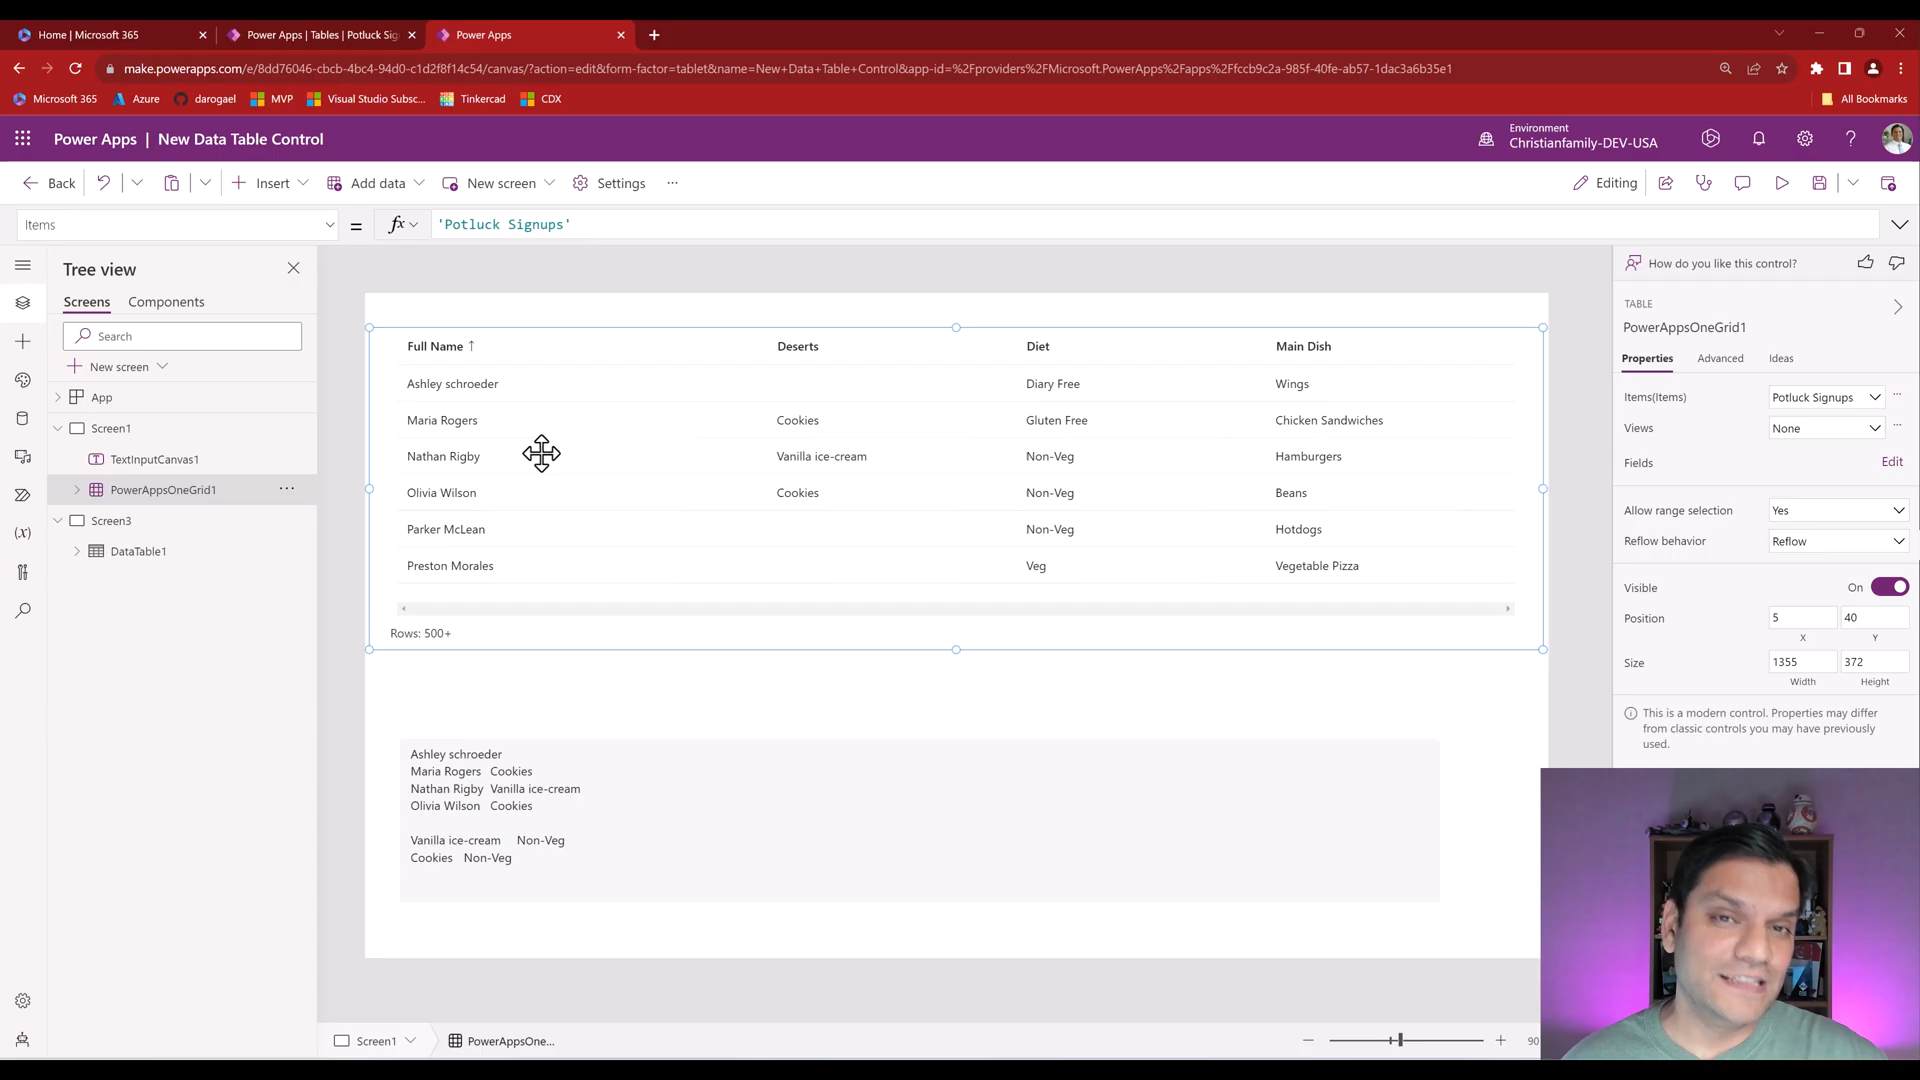 Home | Microsoft 365
Power Apps | Tables | Potluck Sig
Power Apps
make.powerapps.com/e/8dd76046-cbcb-4bc4-94d0-c1d2f8f14c54/canvas/?action=edit&form-factor=tablet&name=New+Data+Table+Control&app-id=%2Fproviders%2FMicrosoft.PowerApps%2Fapps%2Ffccb9c2a-985f-40fe-ab57-1dac3a6b35e1
Microsoft 365 Azure darogael MVP Visual Studio Subsc... Tinkercad CDX All Bookmarks
Power Apps | New Data Table Control
Environment
Christianfamily-DEV-USA
Back Insert Add data New screen Settings ... Editing
Items = fx 'Potluck Signups'
Tree view
Screens Components
Search
New screen
App
Screen1
TextInputCanvas1
PowerAppsOneGrid1 ...
Screen3
DataTable1
(x)
Full Name ↑ Deserts Diet Main Dish
Ashley schroeder Diary Free Wings
Maria Rogers Cookies Gluten Free Chicken Sandwiches
Nathan Rigby Vanilla ice-cream Non-Veg Hamburgers
Olivia Wilson Cookies Non-Veg Beans
Parker McLean Non-Veg Hotdogs
Preston Morales Veg Vegetable Pizza
Rows: 500+
Ashley schroeder
Maria Rogers Cookies
Nathan Rigby Vanilla ice-cream
Olivia Wilson Cookies
Vanilla ice-cream Non-Veg
Cookies Non-Veg
How do you like this control?
TABLE
PowerAppsOneGrid1
Properties Advanced Ideas
Items(Items) Potluck Signups ...
Views None ...
Fields Edit
Allow range selection Yes
Reflow behavior Reflow
Visible On
Position 5 40
X Y
Size 1355 372
Width Height
This is a modern control. Properties may differ
from classic controls you may have previously
used.
Screen1 PowerAppsOne... 90